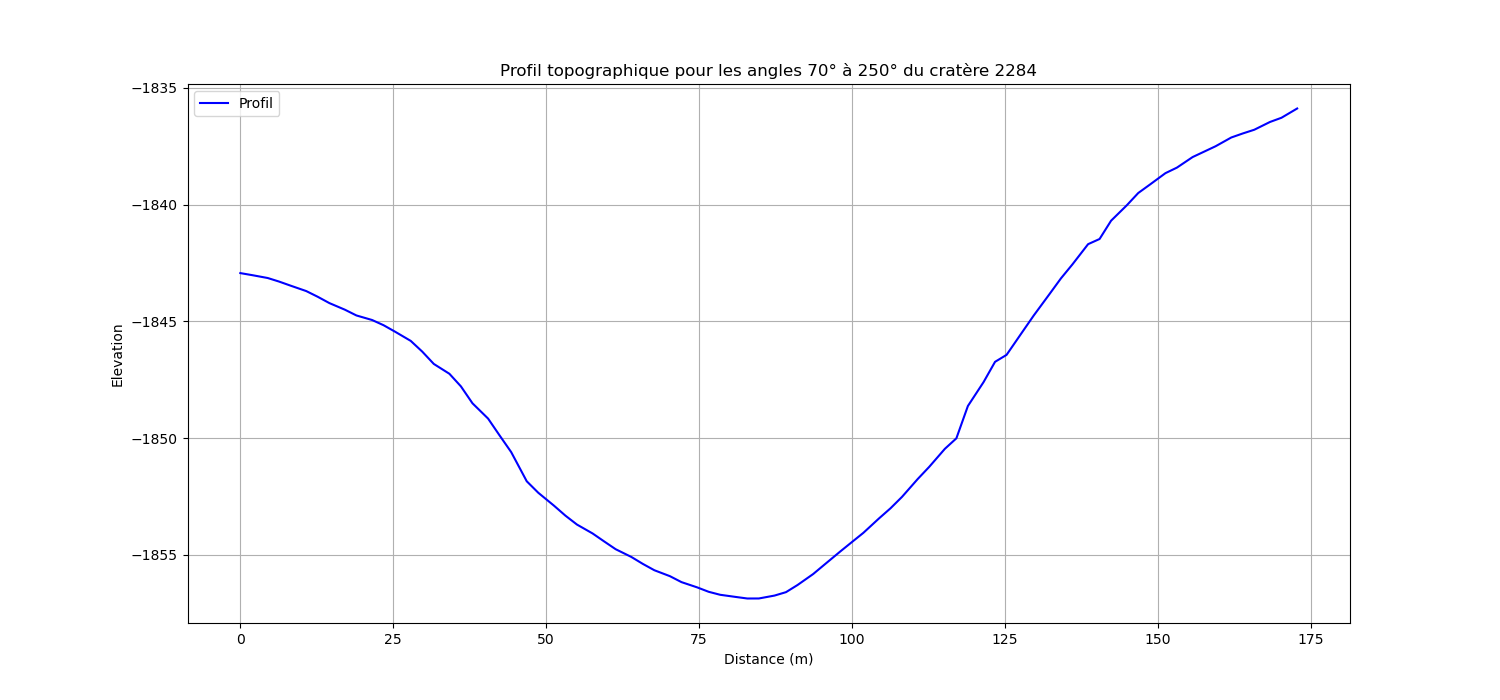 Profil topographique pour les angles 70° à 250° du cratère 2284
Profil
−1835
−1840
−1845
−1850
−1855
Elevation
0 25 50 75 100 125 150 175
Distance (m)